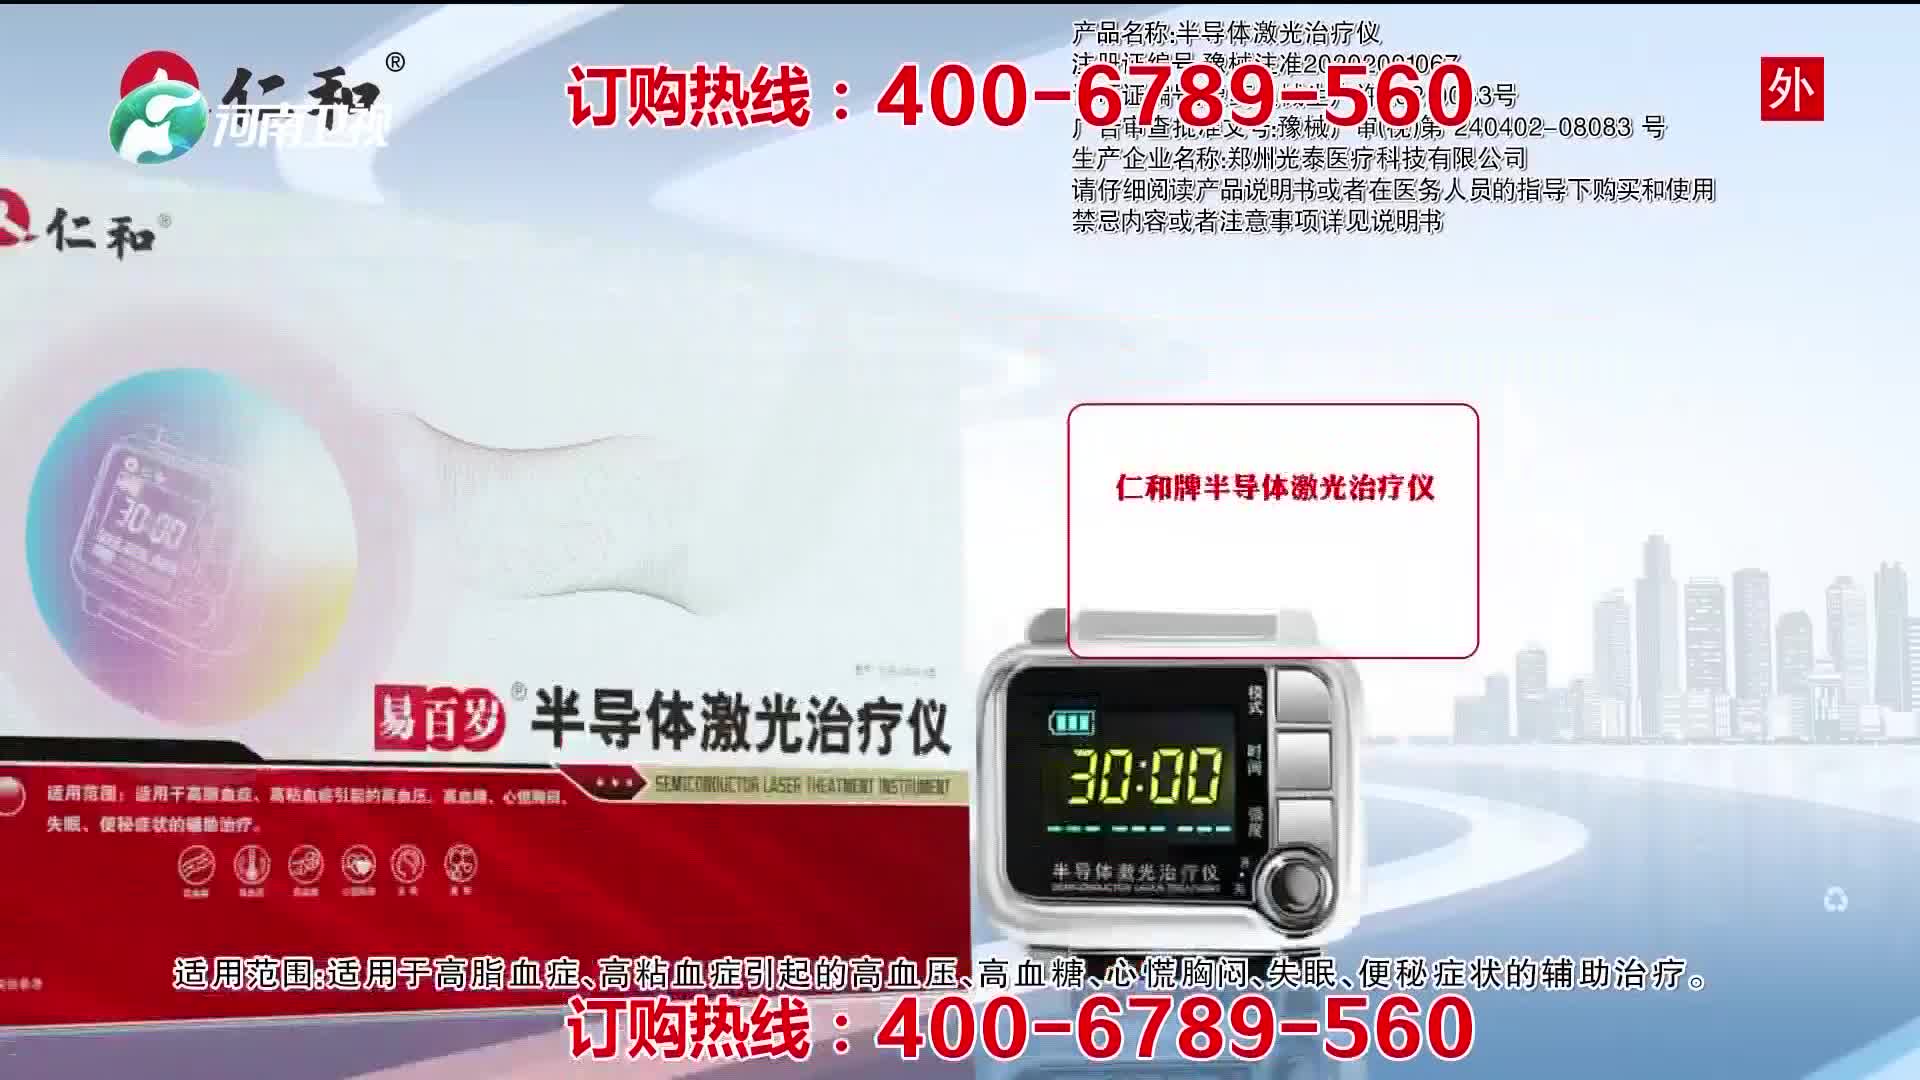 仁和®
河南卫视
订购热线：400-6789-560
产品名称:半导体激光治疗仪
240402-08083 号
生产企业名称:郑州光泰医疗科技有限公司
请仔细阅读产品说明书或者在医务人员的指导下购买和使用
禁忌内容或者注意事项详见说明书
外
仁和®
仁和牌半导体激光治疗仪
易百岁® 半导体激光治疗仪
SEMICONDUCTOR LASER TREATMENT INSTRUMENT
适用范围：适用于高脂血症、高粘血症引起的高血压、高血糖、心慌胸闷、
失眠、便秘症状的辅助治疗。
30:00
模式
30:00
时间
强度
半导体激光治疗仪
SEMICONDUCTOR LASER TREATMENT
适用范围:适用于高脂血症、高粘血症引起的高血压、高血糖、心慌胸闷、失眠、便秘症状的辅助治疗。
订购热线：400-6789-560